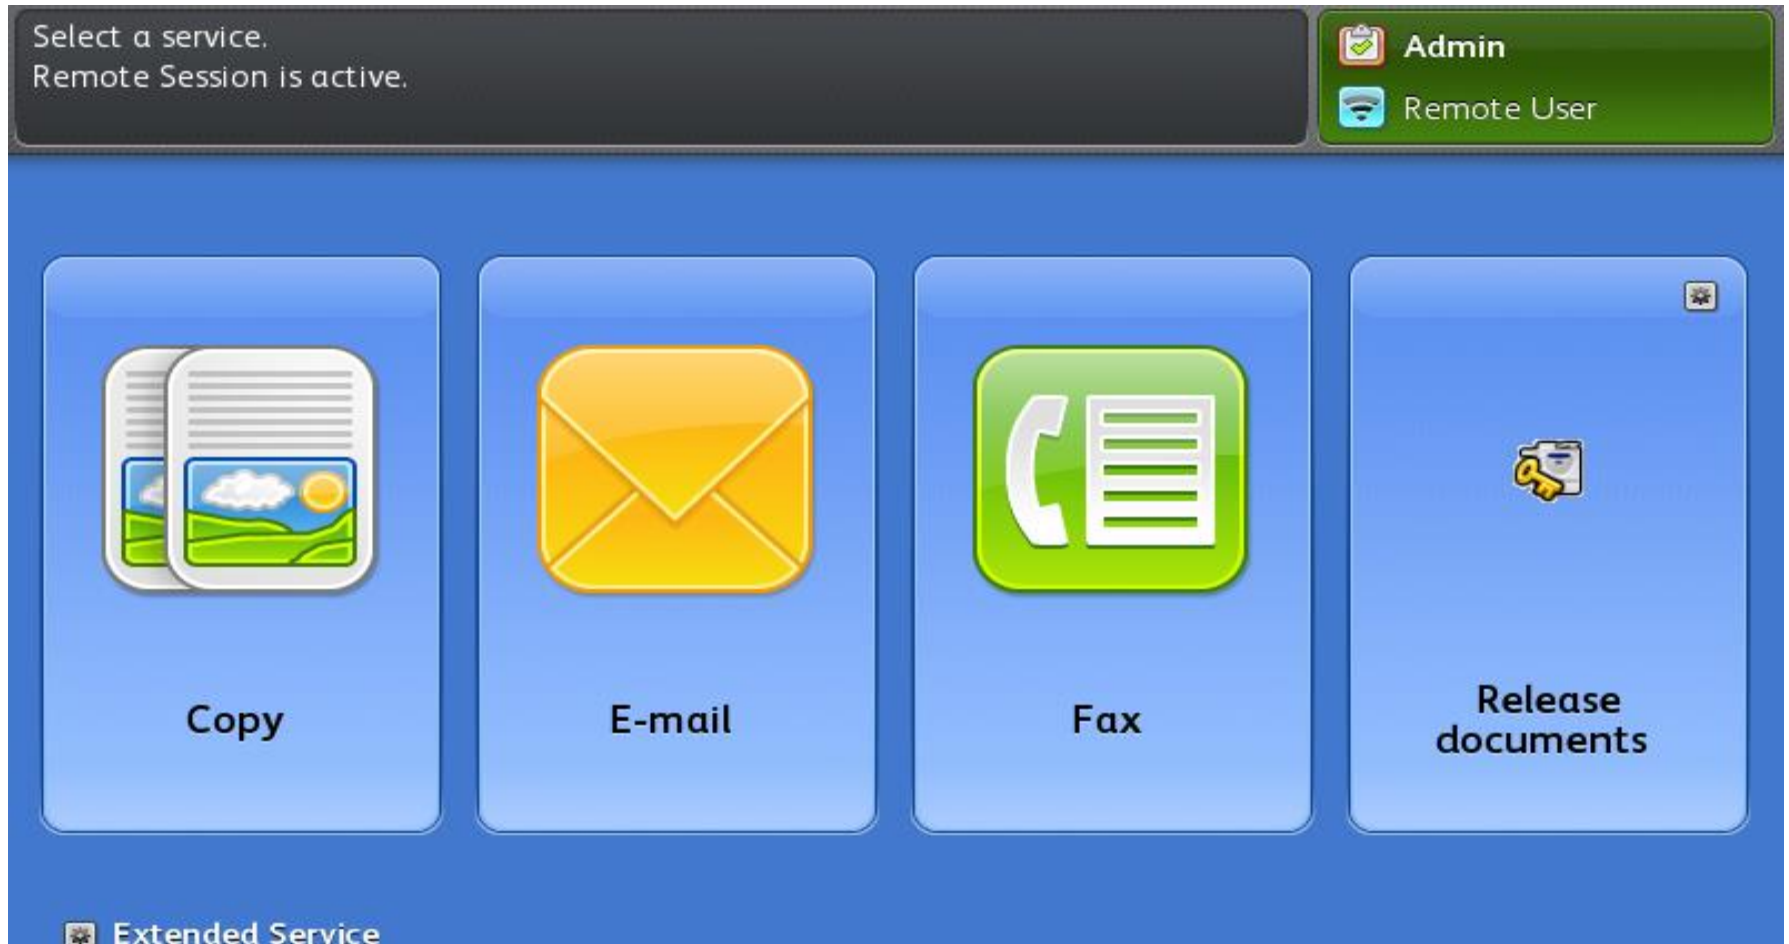 Select a service.
Remote Session is active.
Admin
Remote User
Copy
E-mail
Fax
Release
documents
Extended Service